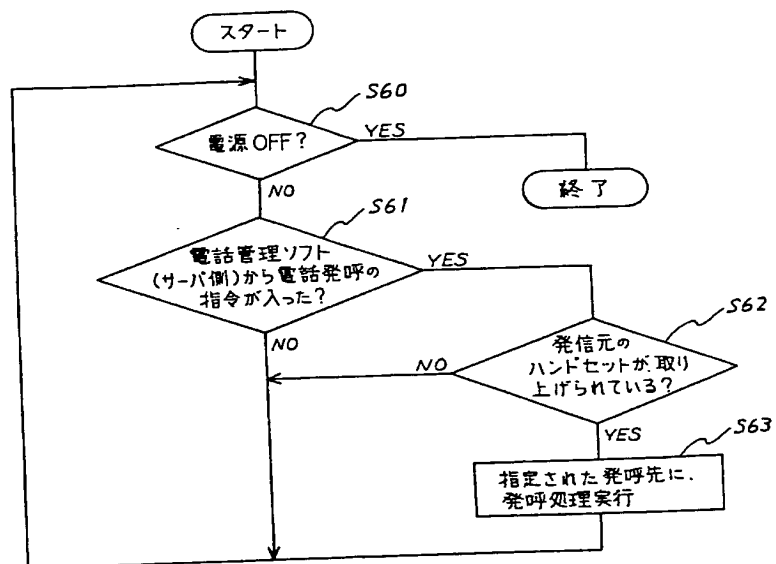 スタート
S60
電源OFF?
YES
終了
NO
S61
電話管理ソフト
(サーバ側)から電話発呼の
指令が入った?
YES
S62
NO
発信元の
ハンドセットが、取り
上げられている?
NO
YES
S63
指定された発呼先に、
発呼処理実行